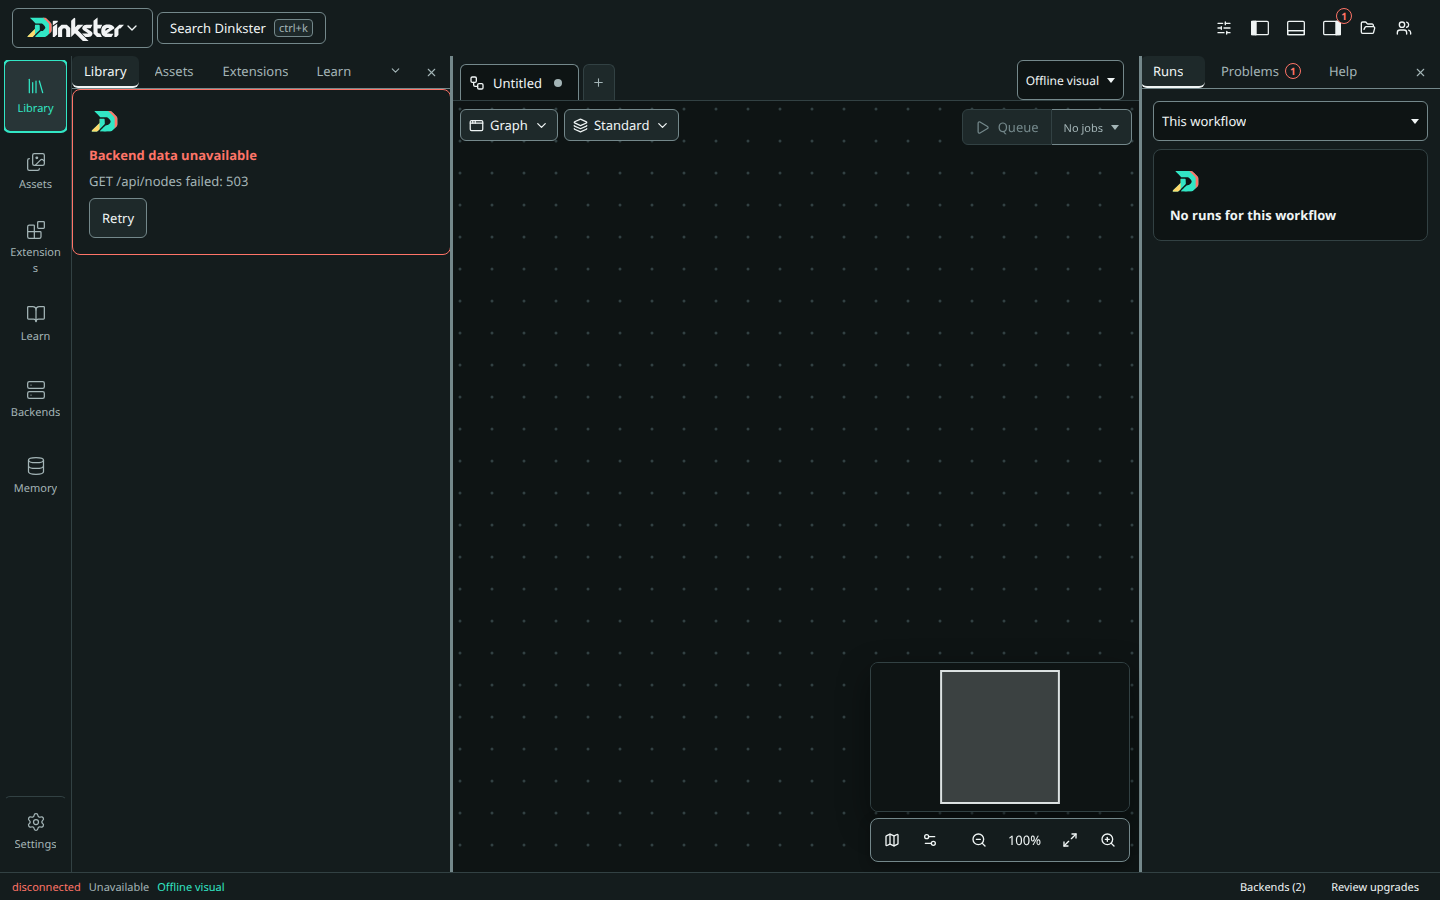 Dinkster
Search Dinkster ctrl+k
1
Library
Assets
Extensions
Learn
Backends
Memory
Settings
Library Assets Extensions Learn
Backend data unavailable
GET /api/nodes failed: 503
Retry
Untitled
Offline visual
Graph
Standard
Queue
No jobs
100%
Runs Problems 1 Help
This workflow
No runs for this workflow
disconnected Unavailable Offline visual
Backends (2) Review upgrades